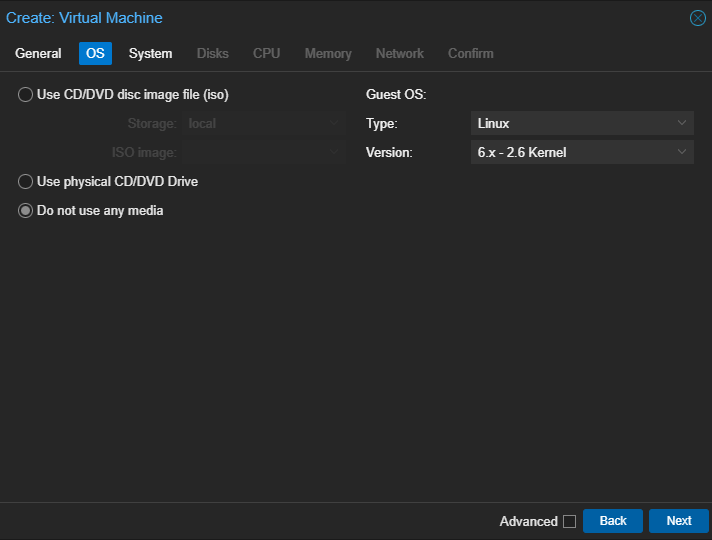 Create: Virtual Machine
General OS System Disks CPU Memory Network Confirm
Use CD/DVD disc image file (iso)
Storage: local
ISO image:
Use physical CD/DVD Drive
Do not use any media
Guest OS:
Type: Linux
Version: 6.x - 2.6 Kernel
Advanced Back Next